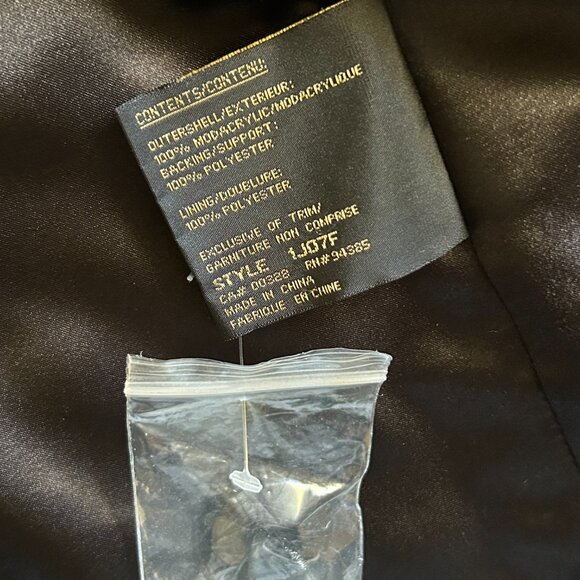 CONTENTS/CONTENU:
OUTERSHELL/EXTERIEUR:
100% MODACRYLIC/MODACRYLIQUE
BACKING/SUPPORT:
100% POLYESTER
LINING/DOUBLURE:
100% POLYESTER
EXCLUSIVE OF TRIM/
GARNITURE NON COMPRISE
STYLE 1J07F
CA# 00328 RN# 94385
MADE IN CHINA
FABRIQUE EN CHINE